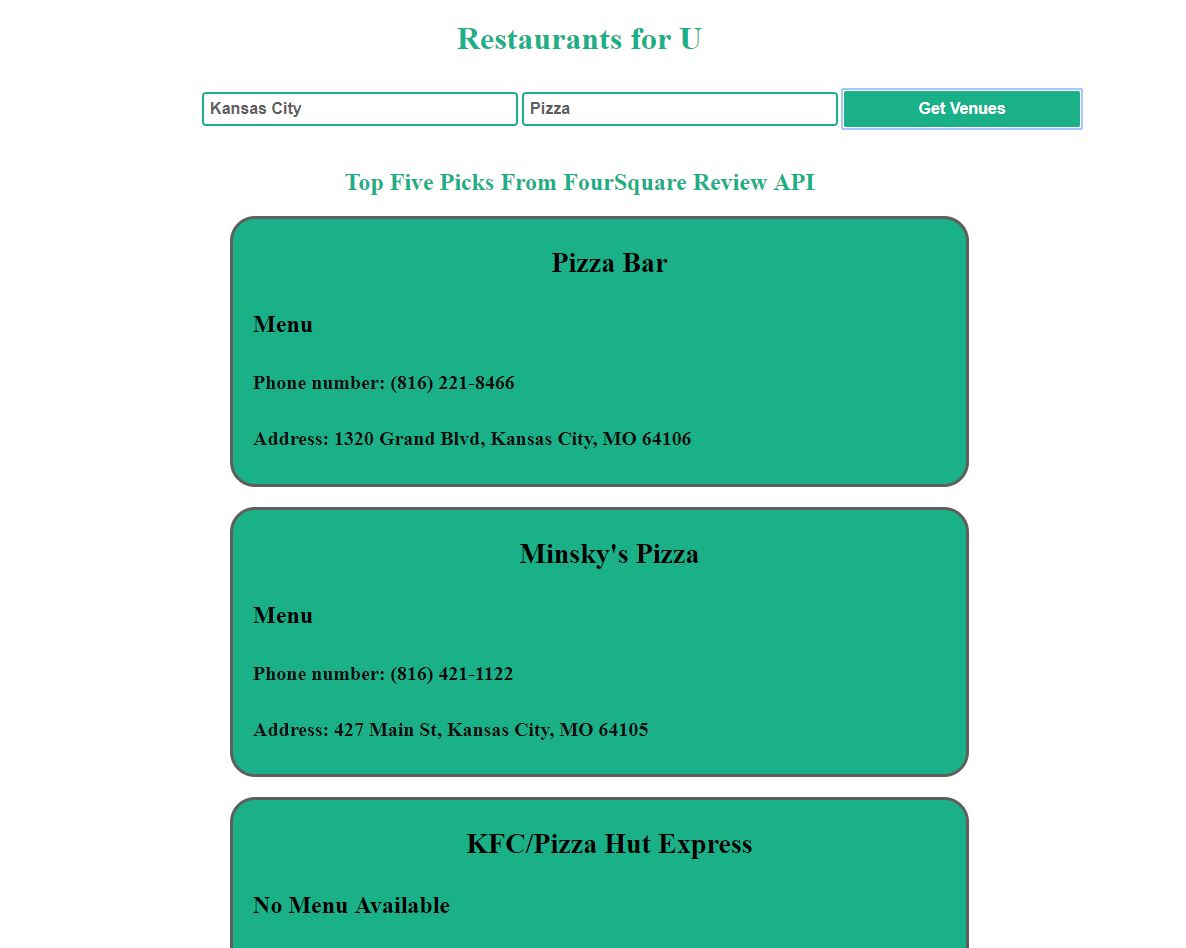 Restaurants for U
Kansas City
Pizza
Get Venues
Top Five Picks From FourSquare Review API
Pizza Bar
Menu
Phone number: (816) 221-8466
Address: 1320 Grand Blvd, Kansas City, MO 64106
Minsky's Pizza
Menu
Phone number: (816) 421-1122
Address: 427 Main St, Kansas City, MO 64105
KFC/Pizza Hut Express
No Menu Available